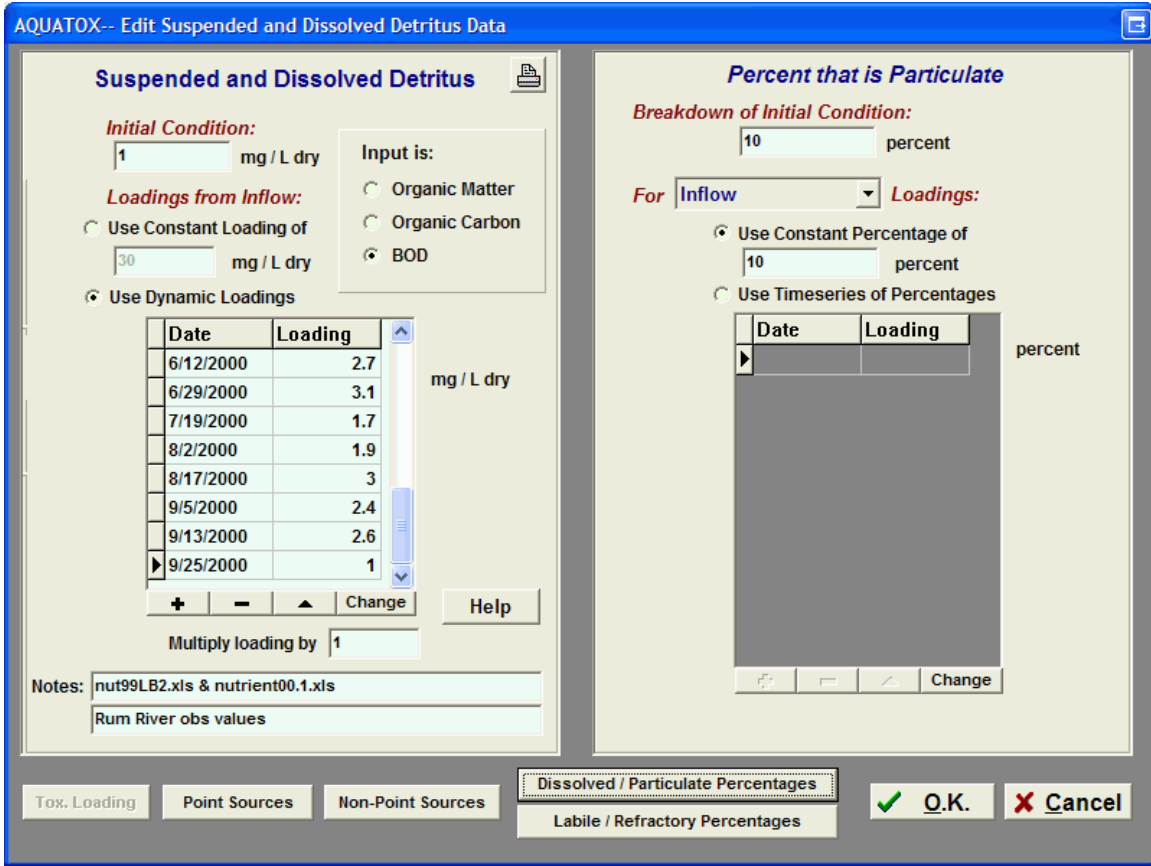 AQUATOX-- Edit Suspended and Dissolved Detritus Data
Suspended and Dissolved Detritus
Initial Condition:
1 mg / L dry
Input is:
Organic Matter
Organic Carbon
BOD
Loadings from Inflow:
Use Constant Loading of
30 mg / L dry
Use Dynamic Loadings
Date Loading
6/12/2000 2.7
6/29/2000 3.1
7/19/2000 1.7
8/2/2000 1.9
8/17/2000 3
9/5/2000 2.4
9/13/2000 2.6
9/25/2000 1
mg / L dry
Change
Help
Multiply loading by 1
Notes: nut99LB2.xls & nutrient00.1.xls
Rum River obs values
Percent that is Particulate
Breakdown of Initial Condition:
10 percent
For Inflow Loadings:
Use Constant Percentage of
10 percent
Use Timeseries of Percentages
Date Loading
percent
Change
Tox. Loading
Point Sources
Non-Point Sources
Dissolved / Particulate Percentages
Labile / Refractory Percentages
O.K.
Cancel